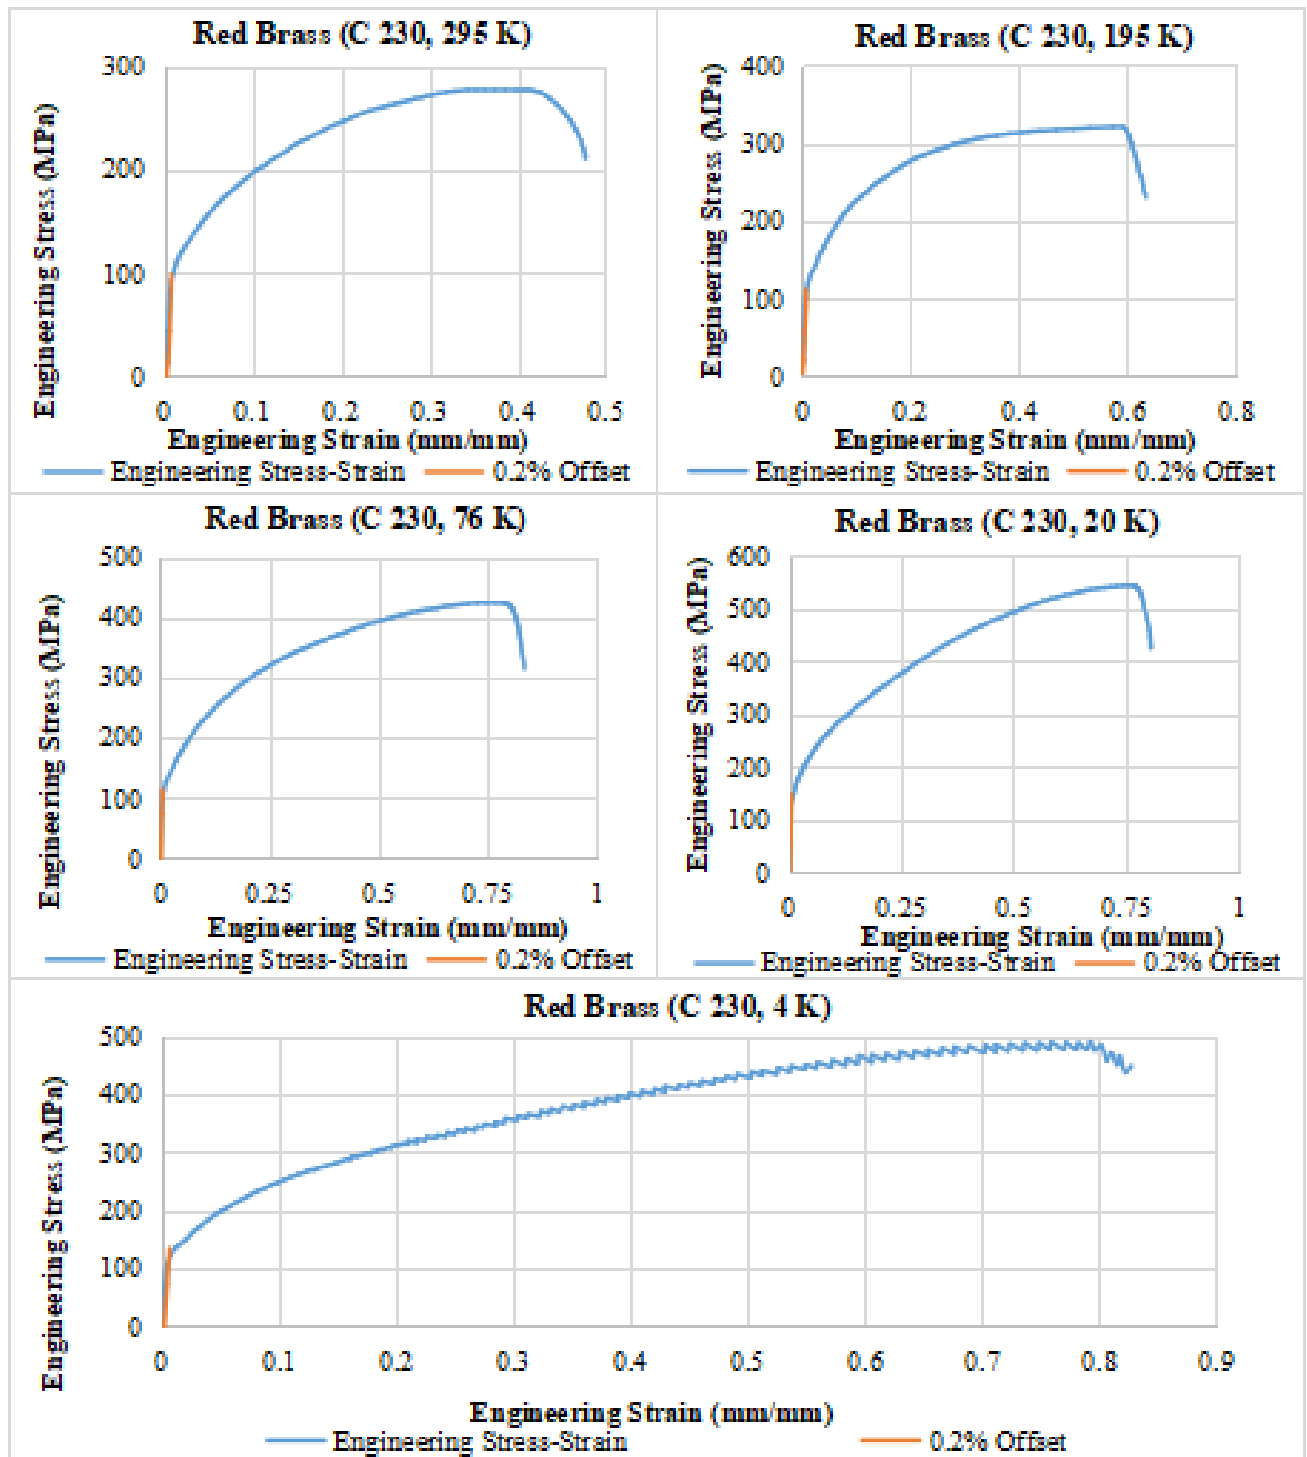 Red Brass (C 230, 295 K)
Engineering Stress (MPa)
300
200
100
0
0 0.1 0.2 0.3 0.4 0.5
Engineering Strain (mm/mm)
Engineering Stress-Strain 0.2% Offset
Red Brass (C 230, 195 K)
Engineering Stress (MPa)
400
300
200
100
0
0 0.2 0.4 0.6 0.8
Engineering Strain (mm/mm)
Engineering Stress-Strain 0.2% Offset
Red Brass (C 230, 76 K)
Engineering Stress (MPa)
500
400
300
200
100
0
0 0.25 0.5 0.75 1
Engineering Strain (mm/mm)
Engineering Stress-Strain 0.2% Offset
Red Brass (C 230, 20 K)
Engineering Stress (MPa)
600
500
400
300
200
100
0
0 0.25 0.5 0.75 1
Engineering Strain (mm/mm)
Engineering Stress-Strain 0.2% Offset
Red Brass (C 230, 4 K)
Engineering Stress (MPa)
500
400
300
200
100
0
0 0.1 0.2 0.3 0.4 0.5 0.6 0.7 0.8 0.9
Engineering Strain (mm/mm)
Engineering Stress-Strain 0.2% Offset